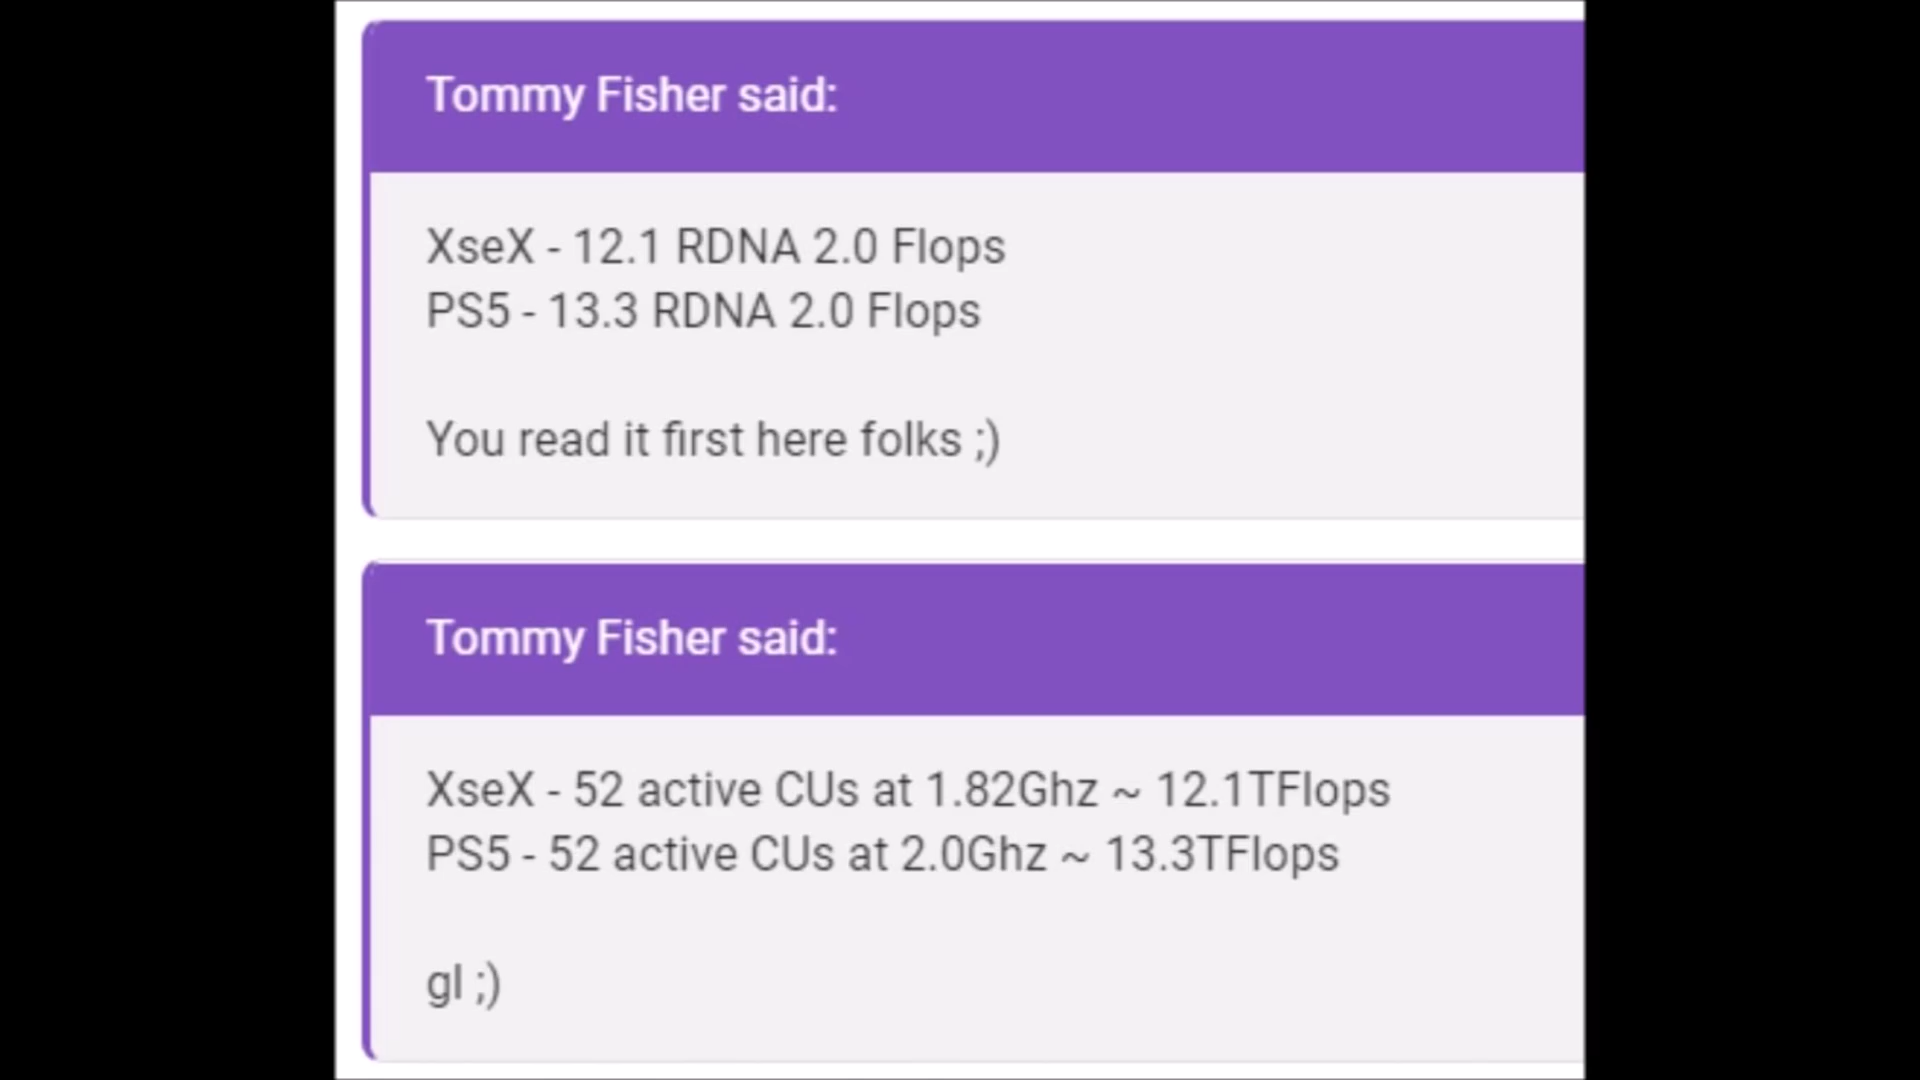 Tommy Fisher said:
XseX - 12.1 RDNA 2.0 Flops
PS5 - 13.3 RDNA 2.0 Flops
You read it first here folks ;)
Tommy Fisher said:
XseX - 52 active CUs at 1.82Ghz ~ 12.1TFlops
PS5 - 52 active CUs at 2.0Ghz ~ 13.3TFlops
gl ;)